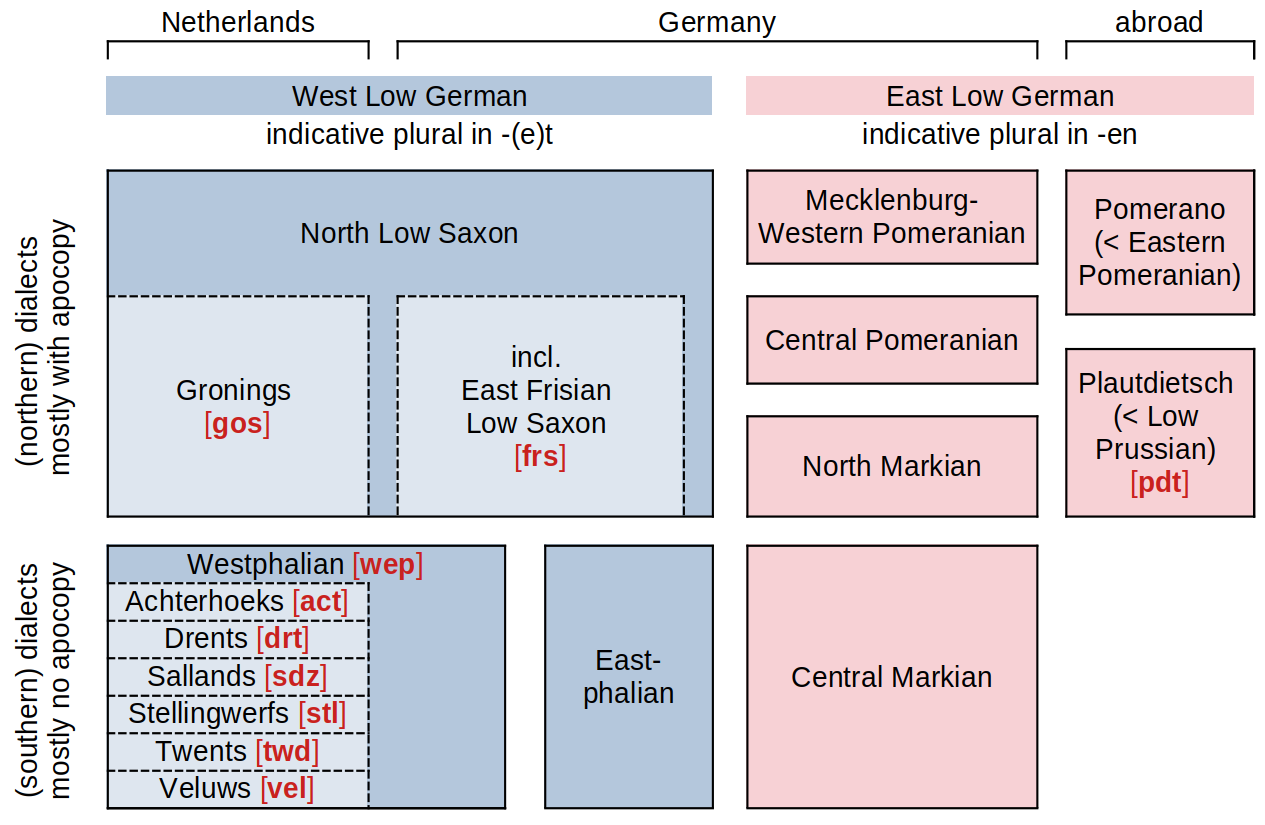 Netherlands
Germany
abroad
West Low German
East Low German
indicative plural in -(e)t
indicative plural in -en
(northern) dialects
mostly with apocopy
North Low Saxon
Gronings
[gos]
incl.
East Frisian
Low Saxon
[frs]
Mecklenburg-
Western Pomeranian
Central Pomeranian
North Markian
Pomerano
(< Eastern
Pomeranian)
Plautdietsch
(< Low
Prussian)
[pdt]
(southern) dialects
mostly no apocopy
Westphalian [wep]
Achterhoeks [act]
Drents [drt]
Sallands [sdz]
Stellingwerfs [stl]
Twents [twd]
Veluws [vel]
East-
phalian
Central Markian